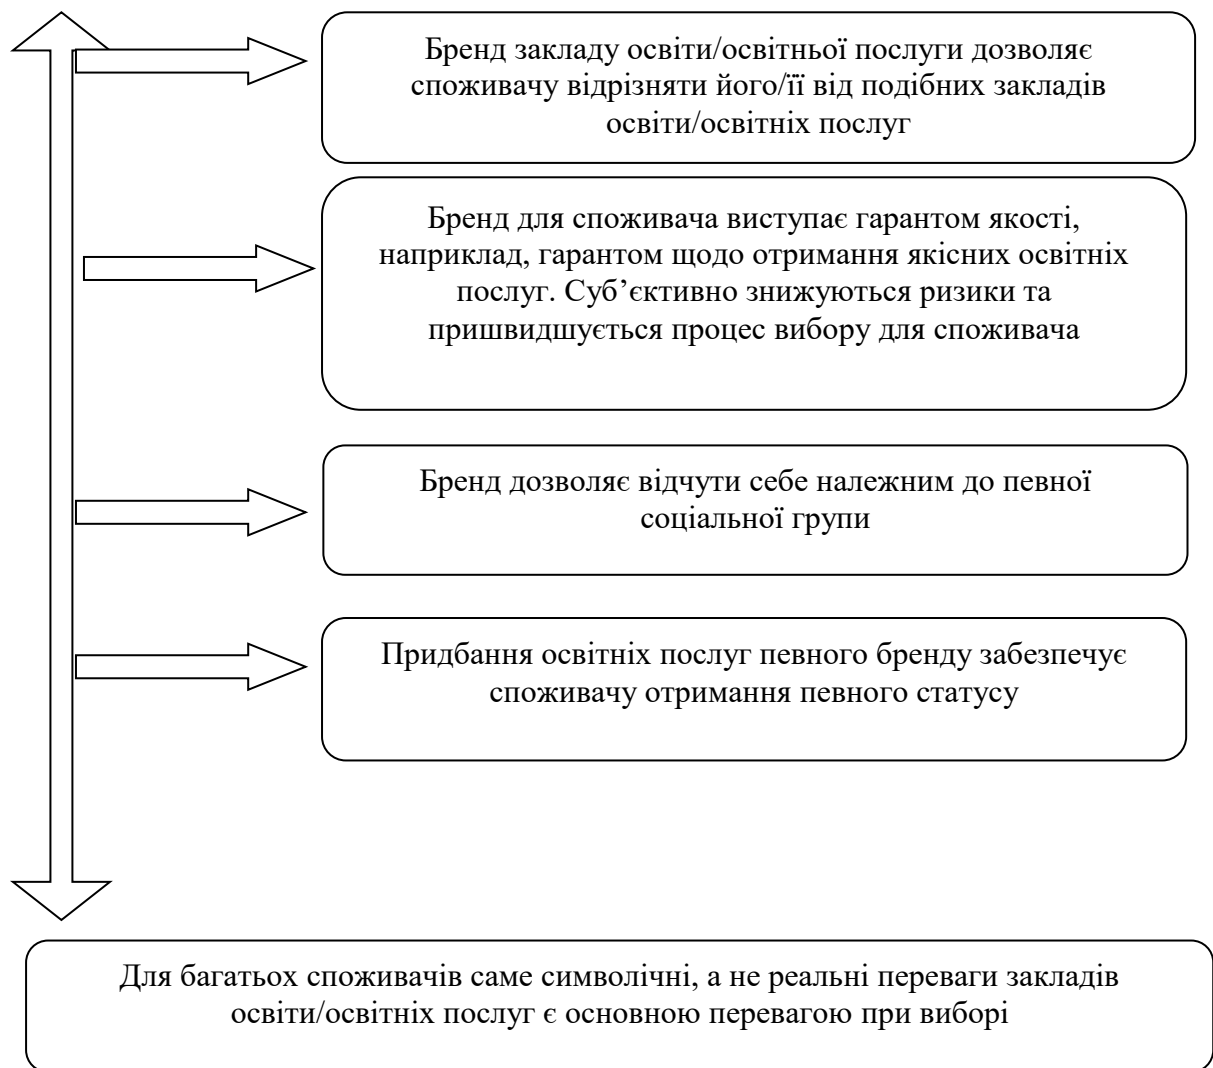 Бренд закладу освіти/освітньої послуги дозволяє
споживачу відрізняти його/її від подібних закладів
освіти/освітніх послуг
Бренд для споживача виступає гарантом якості,
наприклад, гарантом щодо отримання якісних освітніх
послуг. Суб’єктивно знижуються ризики та
пришвидшується процес вибору для споживача
Бренд дозволяє відчути себе належним до певної
соціальної групи
Придбання освітніх послуг певного бренду забезпечує
споживачу отримання певного статусу
Для багатьох споживачів саме символічні, а не реальні переваги закладів
освіти/освітніх послуг є основною перевагою при виборі